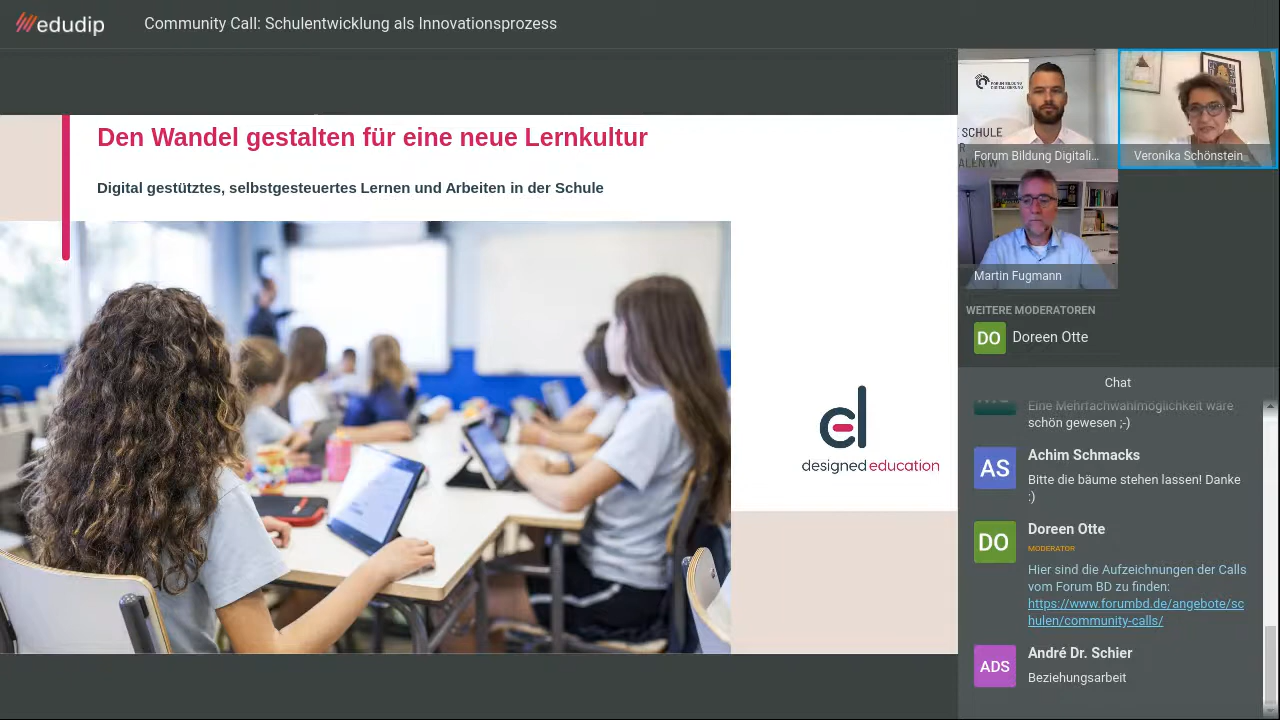 edudip
Community Call: Schulentwicklung als Innovationsprozess
Den Wandel gestalten für eine neue Lernkultur
Digital gestütztes, selbstgesteuertes Lernen und Arbeiten in der Schule
designed education
FORUM BILDUNG
DIGITALISIERUNG
SCHULE
Forum Bildung Digitali...
Veronika Schönstein
Martin Fugmann
WEITERE MODERATOREN
DO
Doreen Otte
Chat
Eine Mehrfachwahlmöglichkeit wäre
schön gewesen ;-)
AS
Achim Schmacks
Bitte die bäume stehen lassen! Danke
:)
DO
Doreen Otte
MODERATOR
Hier sind die Aufzeichnungen der Calls
vom Forum BD zu finden:
https://www.forumbd.de/angebote/sc
hulen/community-calls/
ADS
André Dr. Schier
Beziehungsarbeit